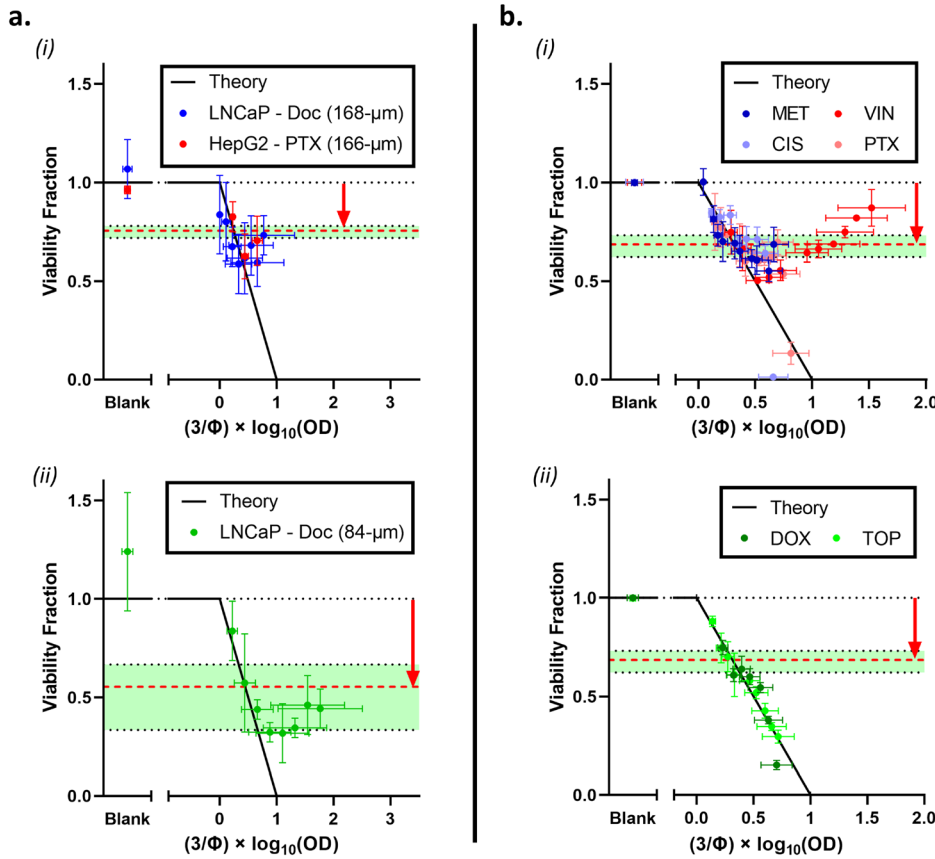 a.
(i)
1.5
1.0
0.5
0.0
Viability Fraction
Theory
LNCaP - Doc (168-μm)
HepG2 - PTX (166-μm)
Blank
0 1 2 3
(3/Φ) × log₁₀(OD)
(ii)
1.5
1.0
0.5
0.0
Viability Fraction
Theory
LNCaP - Doc (84-μm)
Blank
0 1 2 3
(3/Φ) × log₁₀(OD)
b.
(i)
1.5
1.0
0.5
0.0
Viability Fraction
Theory
MET VIN
CIS PTX
Blank
0.0 0.5 1 1.5 2.0
(3/Φ) × log₁₀(OD)
(ii)
1.5
1.0
0.5
0.0
Viability Fraction
Theory
DOX TOP
Blank
0.0 0.5 1.0 1.5 2.0
(3/Φ) × log₁₀(OD)